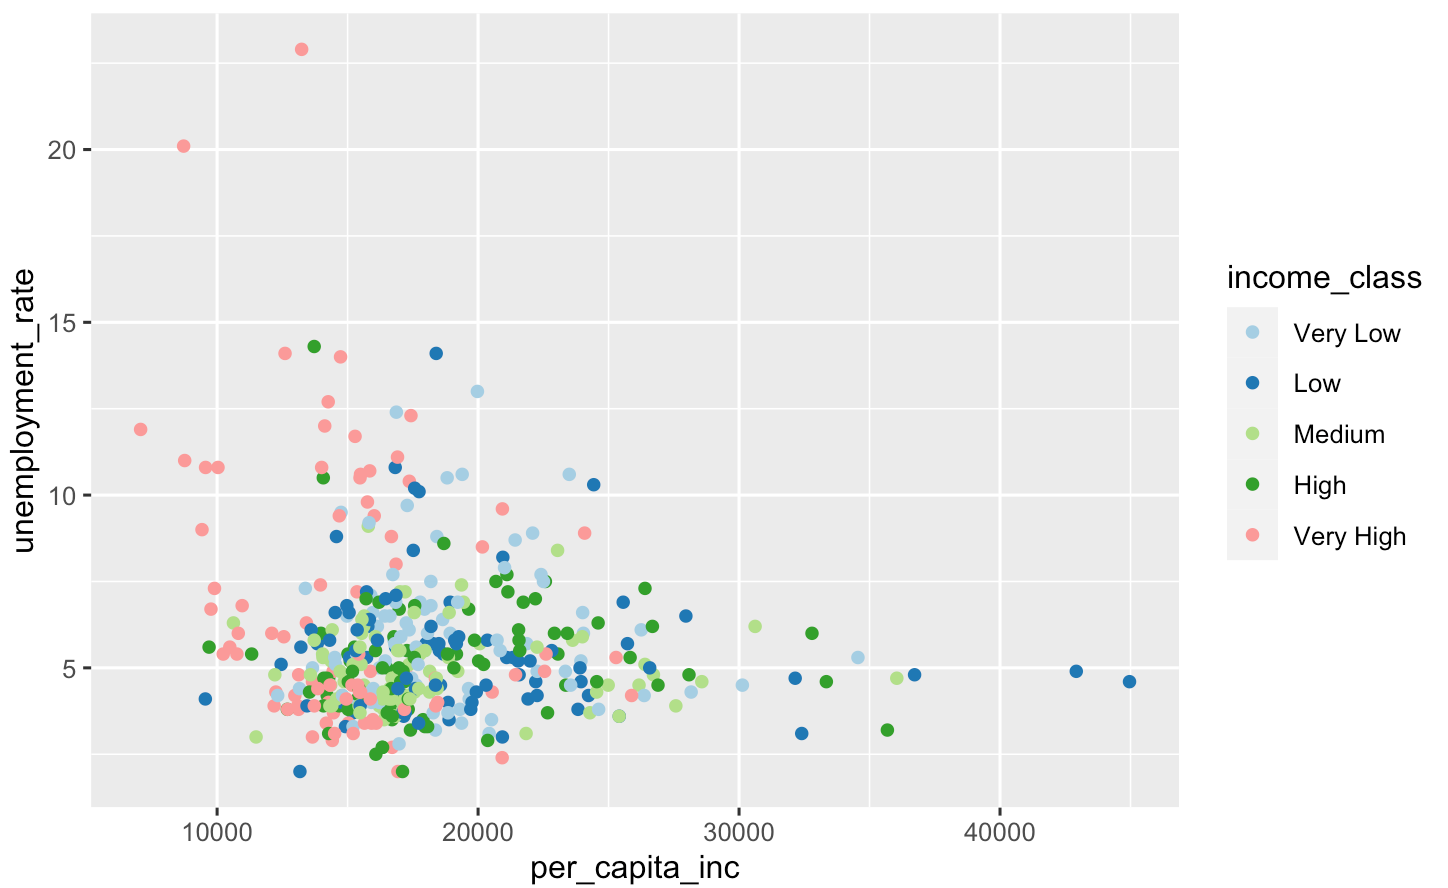 20
15
10
5
unemployment_rate
10000 20000 30000 40000
per_capita_inc
income_class
Very Low
Low
Medium
High
Very High